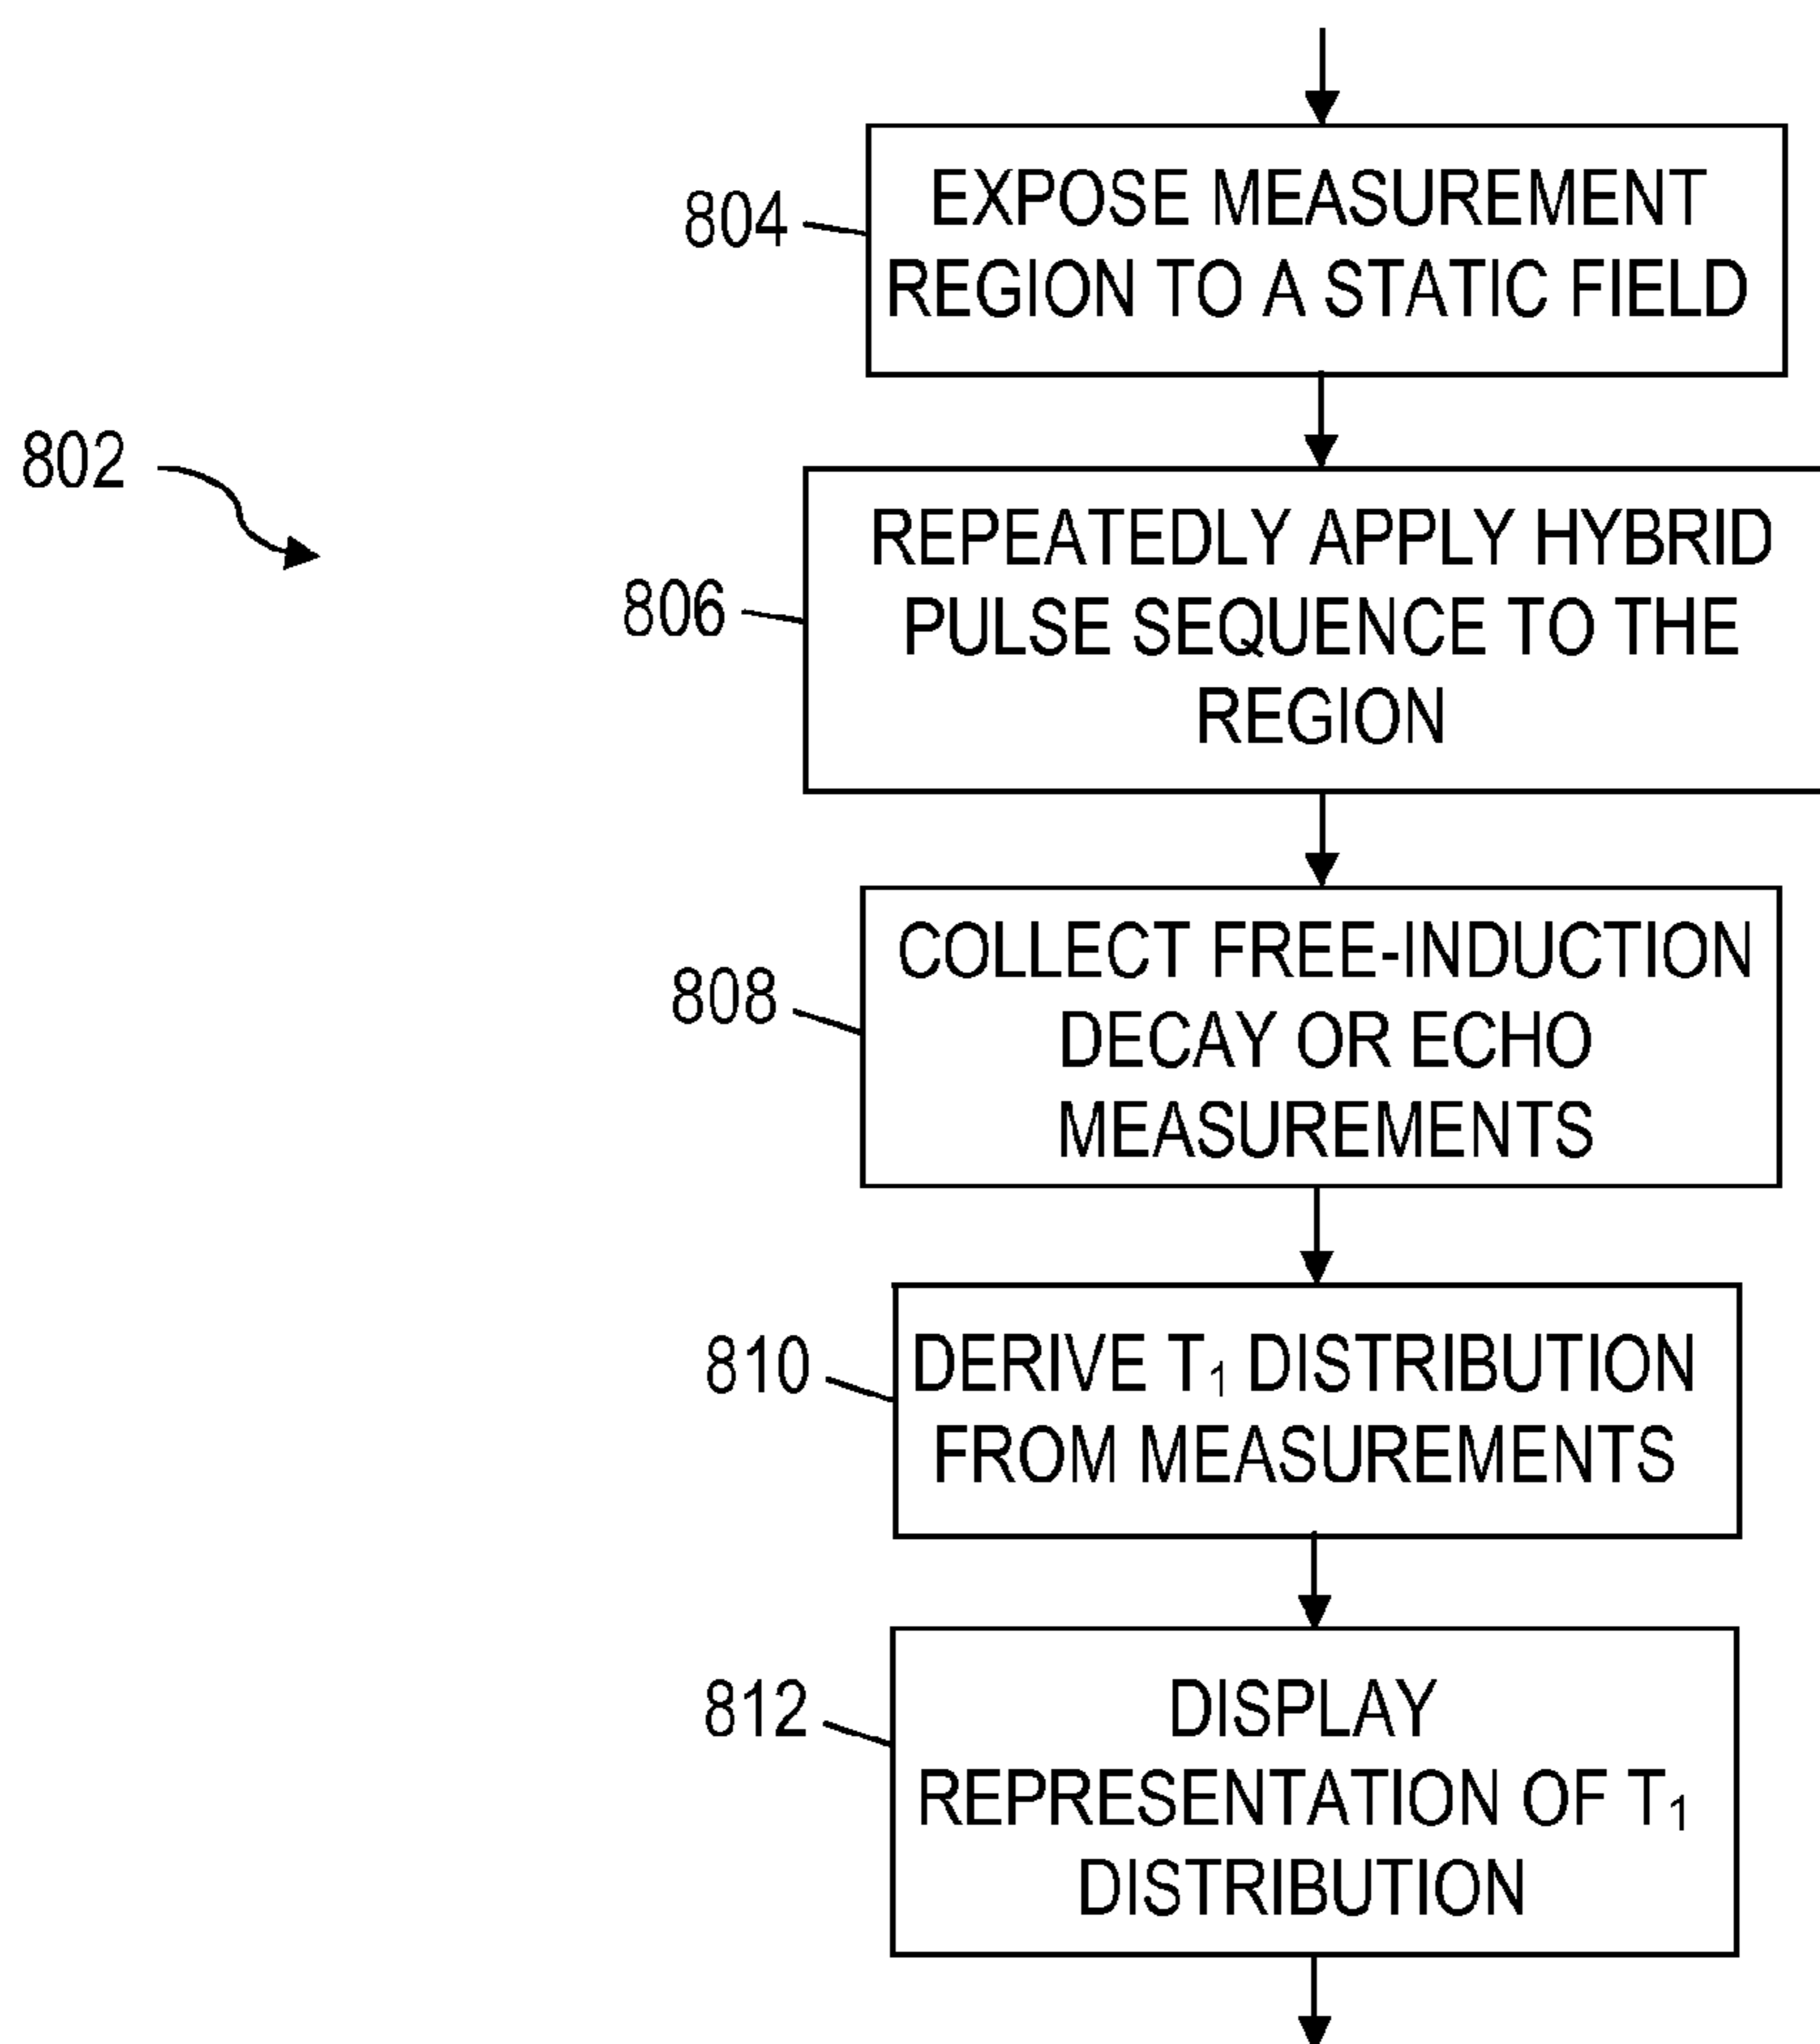 804
EXPOSE MEASUREMENT
REGION TO A STATIC FIELD
802
806
REPEATEDLY APPLY HYBRID
PULSE SEQUENCE TO THE
REGION
808
COLLECT FREE-INDUCTION
DECAY OR ECHO
MEASUREMENTS
810
DERIVE T₁ DISTRIBUTION
FROM MEASUREMENTS
812
DISPLAY
REPRESENTATION OF T₁
DISTRIBUTION